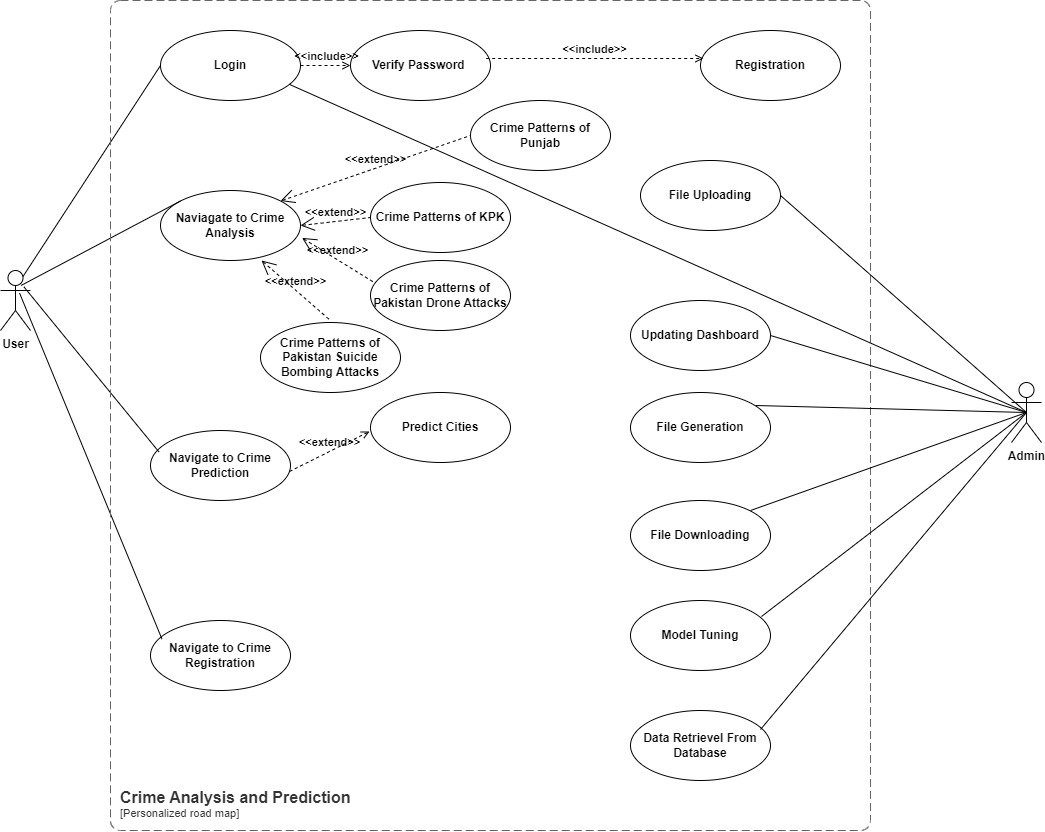 Login
<<include>>
Verify Password
<<include>>
Registration
Crime Patterns of
Punjab
<<extend>>
File Uploading
Naviagate to Crime
Analysis
<<extend>>
Crime Patterns of KPK
<<extend>>
Crime Patterns of
Pakistan Drone Attacks
<<extend>>
User
Crime Patterns of
Pakistan Suicide
Bombing Attacks
Updating Dashboard
Predict Cities
File Generation
<<extend>>
Navigate to Crime
Prediction
Admin
File Downloading
Model Tuning
Navigate to Crime
Registration
Data Retrievel From
Database
Crime Analysis and Prediction
[Personalized road map]